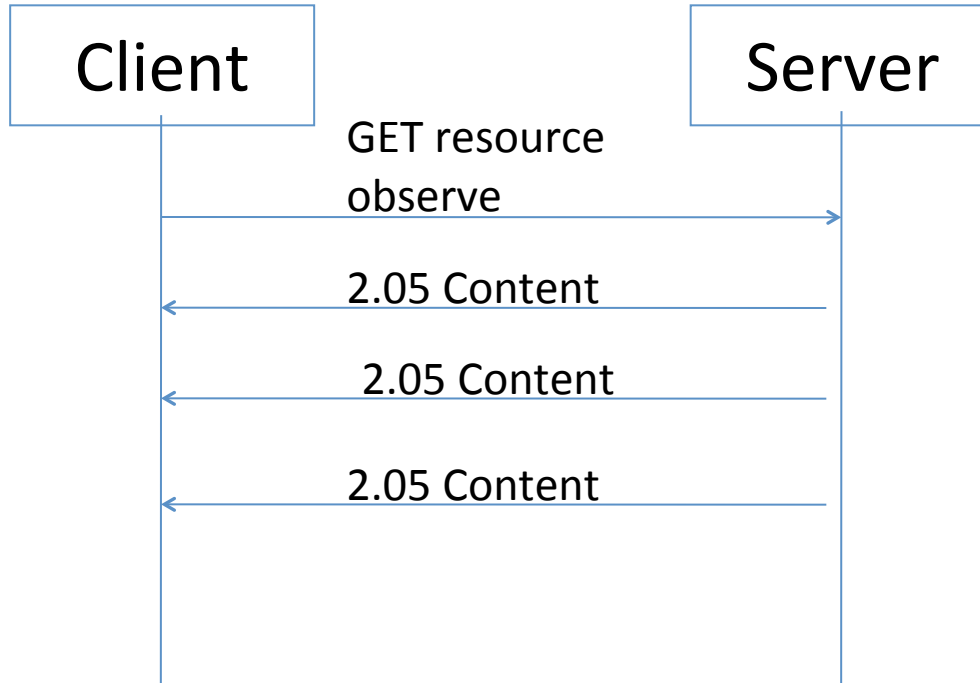 Client
Server
GET resource
observe
2.05 Content
2.05 Content
2.05 Content